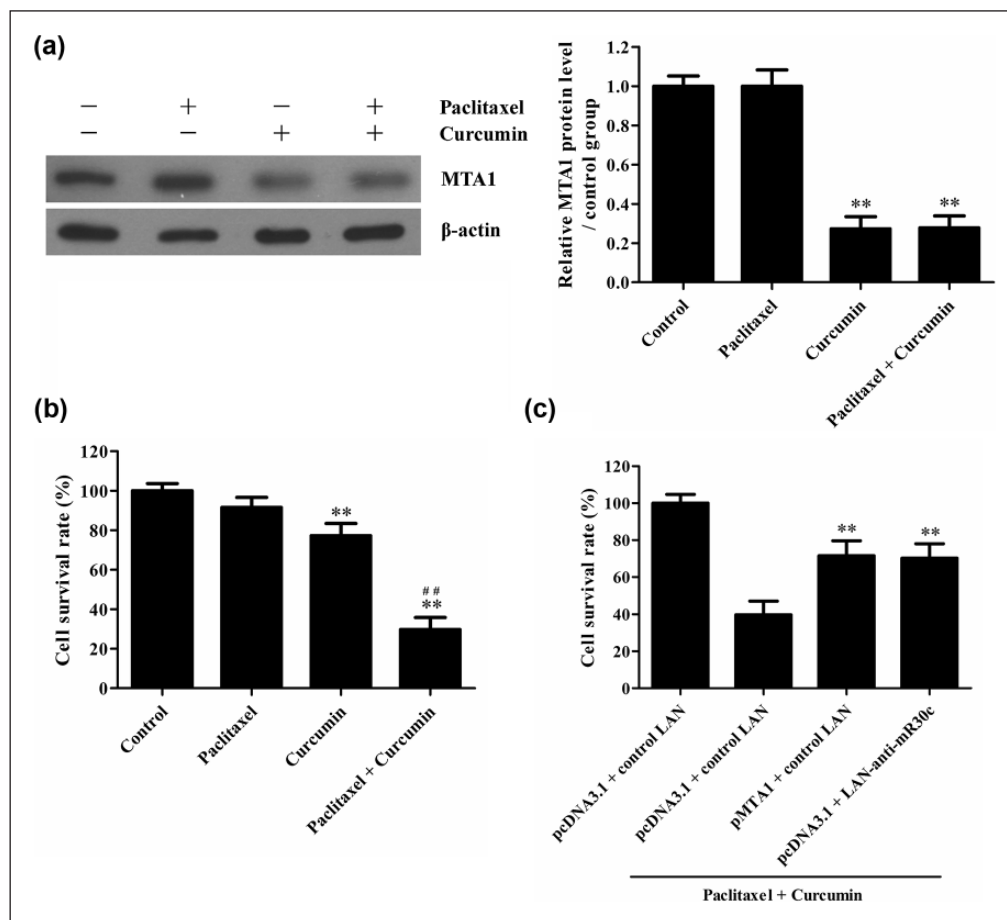 (a)
− + − + Paclitaxel
− − + + Curcumin
MTA1
β-actin
Relative MTA1 protein level
/ control group
1.2
1.0
0.8
0.6
0.4
0.2
0.0
**
**
Control
Paclitaxel
Curcumin
Paclitaxel + Curcumin
(b)
Cell survival rate (%)
120
100
80
60
40
20
0
**
##
**
Control
Paclitaxel
Curcumin
Paclitaxel + Curcumin
(c)
Cell survival rate (%)
120
100
80
60
40
20
0
**
**
pcDNA3.1 + control LAN
pcDNA3.1 + control LAN
pMTA1 + control LAN
pcDNA3.1 + LAN-anti-mR30c
Paclitaxel + Curcumin